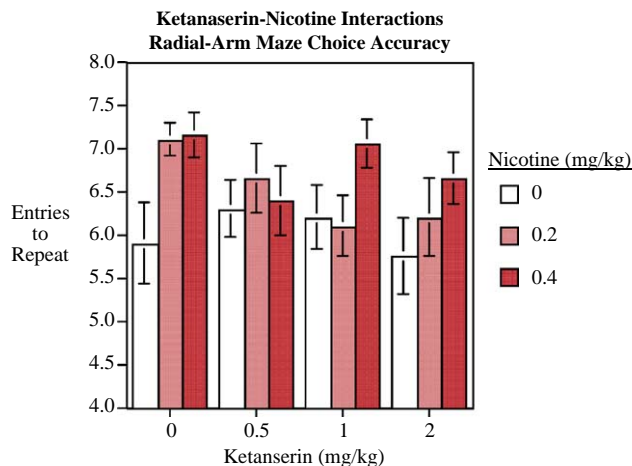 Ketanaserin-Nicotine Interactions
Radial-Arm Maze Choice Accuracy
8.0
7.5
7.0
6.5
6.0
5.5
5.0
4.5
4.0
Entries
to
Repeat
0
0.5
1
2
Ketanserin (mg/kg)
Nicotine (mg/kg)
0
0.2
0.4